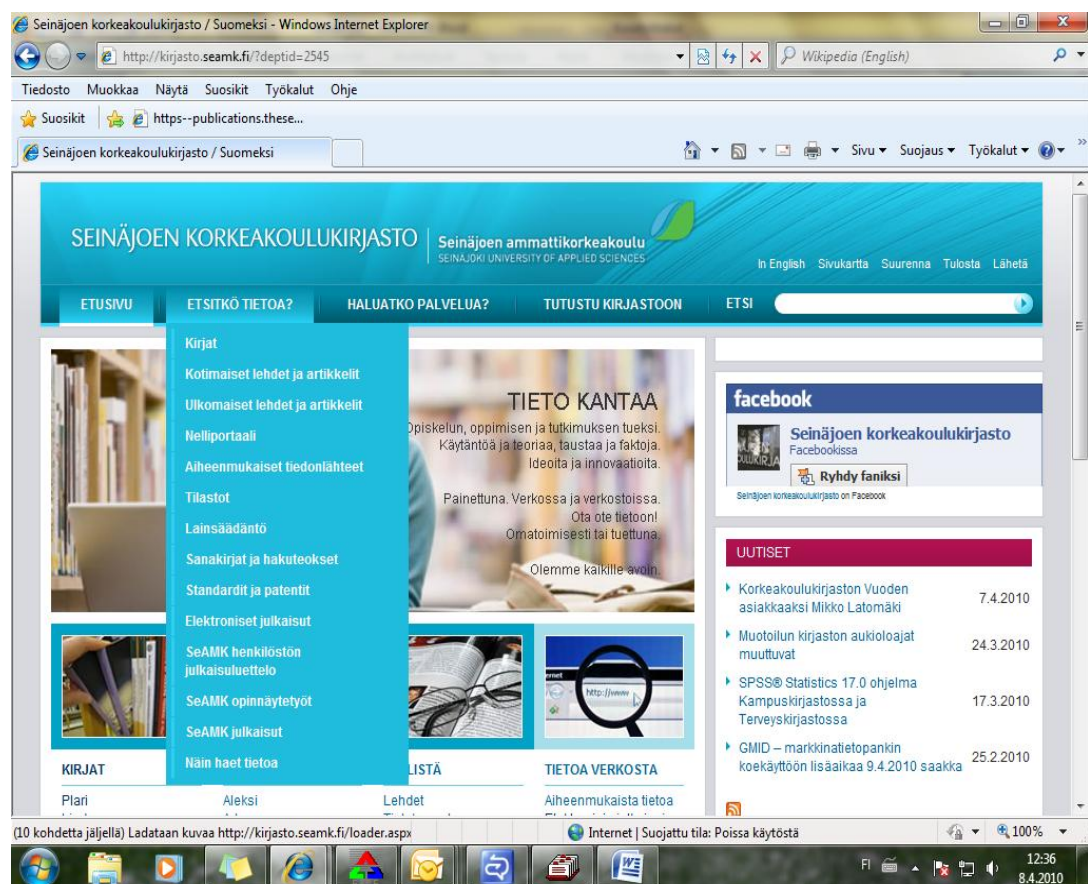 Seinäjoen korkeakoulukirjasto / Suomeksi - Windows Internet Explorer
http://kirjasto.seamk.fi/?deptid=2545
Wikipedia (English)
Tiedosto Muokkaa Näytä Suosikit Työkalut Ohje
Suosikit https--publications.these...
Seinäjoen korkeakoulukirjasto / Suomeksi
Sivu Suojaus Työkalut
SEINÄJOEN KORKEAKOULUKIRJASTO
Seinäjoen ammattikorkeakoulu
SEINÄJOKI UNIVERSITY OF APPLIED SCIENCES
In English Sivukartta Suurenna Tulosta Lähetä
ETUSIVU ETSITKÖ TIETOA? HALUATKO PALVELUA? TUTUSTU KIRJASTOON ETSI
Kirjat
Kotimaiset lehdet ja artikkelit
Ulkomaiset lehdet ja artikkelit
Nelliportaali
Aiheenmukaiset tiedonlähteet
Tilastot
Lainsäädäntö
Sanakirjat ja hakuteokset
Standardit ja patentit
Elektroniset julkaisut
SeAMK henkilöstön
julkaisuluettelo
SeAMK opinnäytetyöt
SeAMK julkaisut
Näin haet tietoa
TIETO KANTAA
Opiskelun, oppimisen ja tutkimuksen tueksi.
Käytäntöä ja teoriaa, taustaa ja faktoja.
Ideoita ja innovaatioita.
Painettuna. Verkossa ja verkostoissa.
Ota ote tietoon!
Omatoimisesti tai tuettuna.
Olemme kaikille avoin.
facebook
Seinäjoen korkeakoulukirjasto
Facebookissa
Ryhdy faniksi
Seinäjoen korkeakoulukirjasto on Facebook
UUTISET
Korkeakoulukirjaston Vuoden
asiakkaaksi Mikko Latomäki
7.4.2010
Muotoilun kirjaston aukioloajat
muuttuvat
24.3.2010
SPSS® Statistics 17.0 ohjelma
Kampuskirjastossa ja
Terveyskirjastossa
17.3.2010
GMID – markkinatietopankin
koekäyttöön lisäaikaa 9.4.2010 saakka
25.2.2010
http://www
KIRJAT LISTÄ TIETOA VERKOSTA
Plari Aleksi Lehdet Aiheenmukaista tietoa
(10 kohdetta jäljellä) Ladataan kuvaa http://kirjasto.seamk.fi/loader.aspx
Internet | Suojattu tila: Poissa käytöstä
100%
FI
12:36
8.4.2010